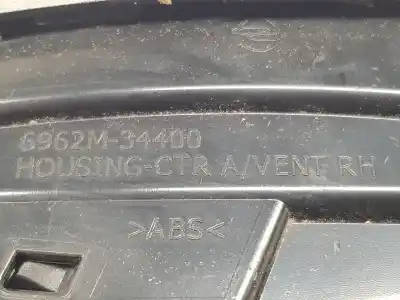 6962M-34400
HOUSING-CTR A/VENT RH
>ABS<